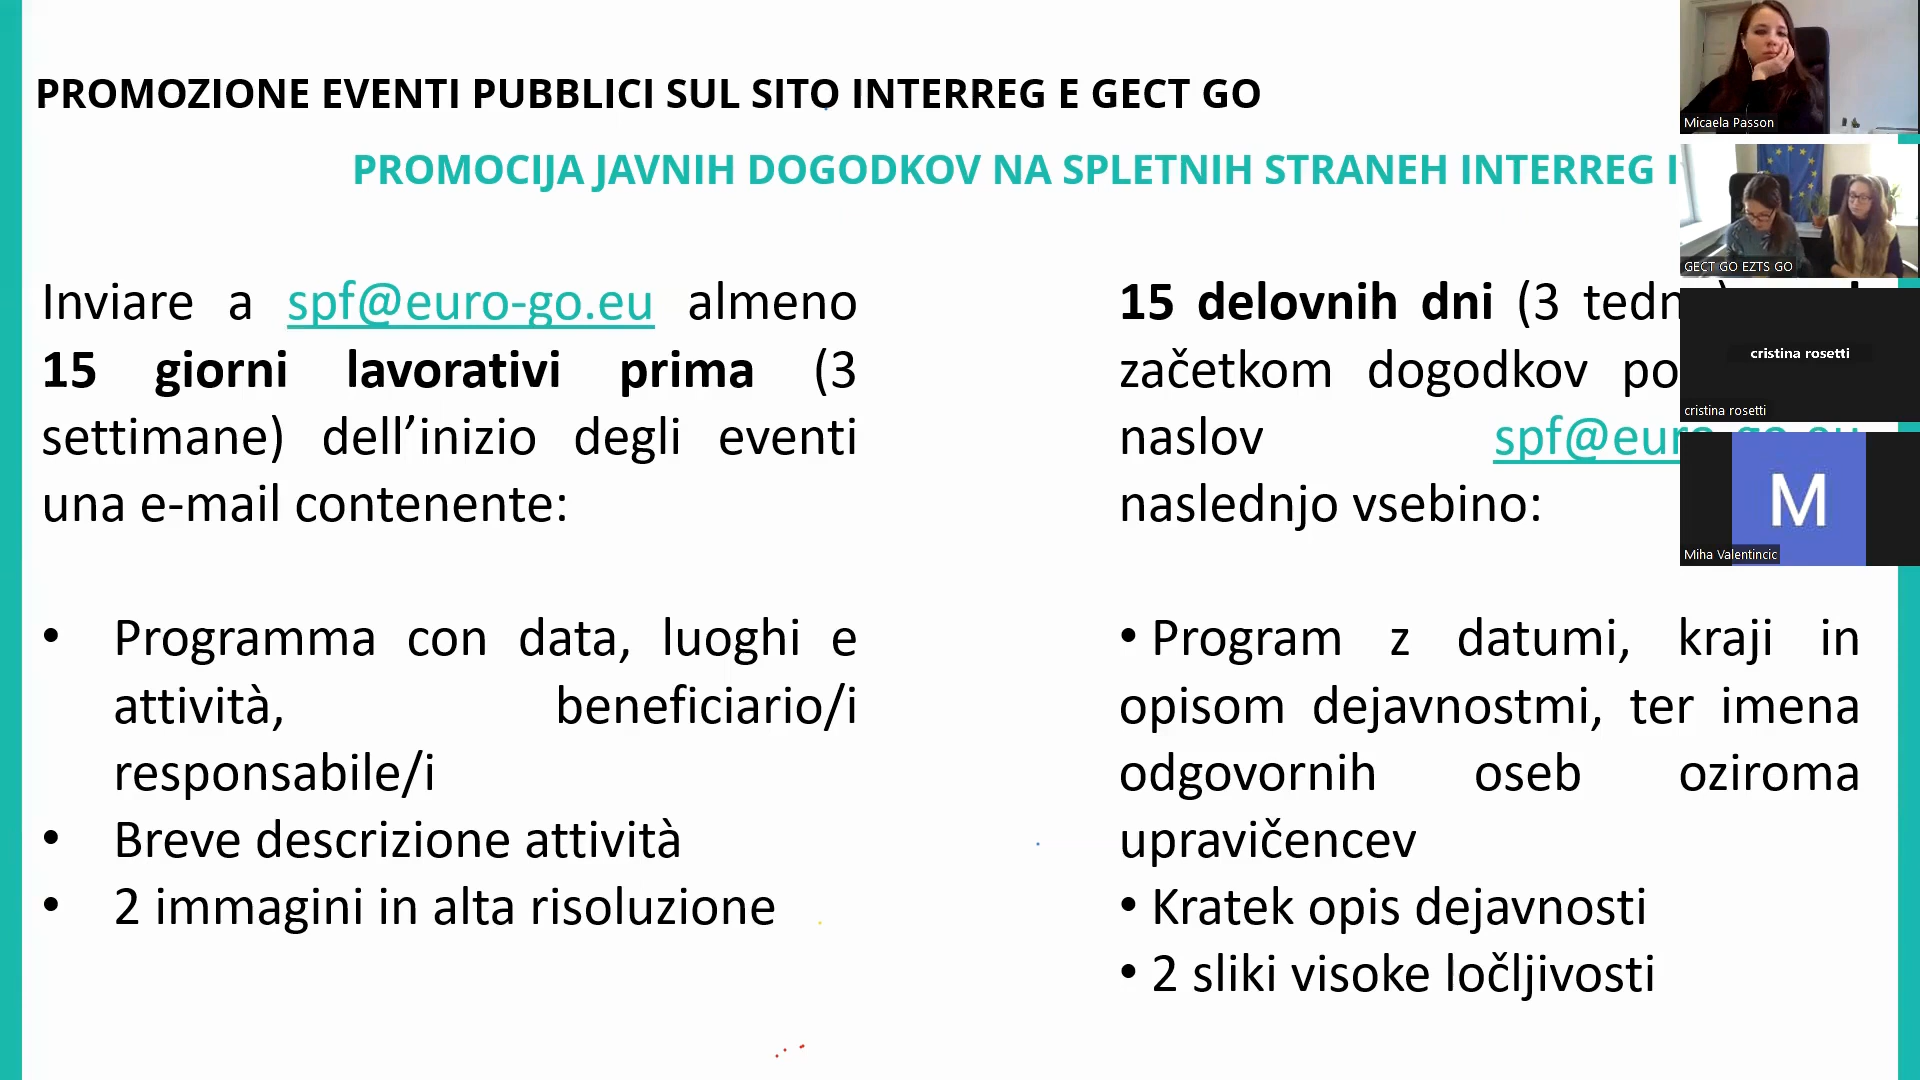 PROMOZIONE EVENTI PUBBLICI SUL SITO INTERREG E GECT GO
PROMOCIJA JAVNIH DOGODKOV NA SPLETNIH STRANEH INTERREG I
Inviare a spf@euro-go.eu almeno
15 giorni lavorativi prima (3
settimane) dell’inizio degli eventi
una e-mail contenente:
• Programma con data, luoghi e
attività, beneficiario/i
responsabile/i
• Breve descrizione attività
• 2 immagini in alta risoluzione
15 delovnih dni (3
začetkom dogodkov
naslov
naslednjo vsebino:
• Program z datumi, kraji in
opisom dejavnostmi, ter imena
odgovornih oseb oziroma
upravičencev
• Kratek opis dejavnosti
• 2 sliki visoke ločljivosti
Micaela Passon
GECT GO EZTS GO
cristina rosetti
cristina rosetti
M
Miha Valentincic